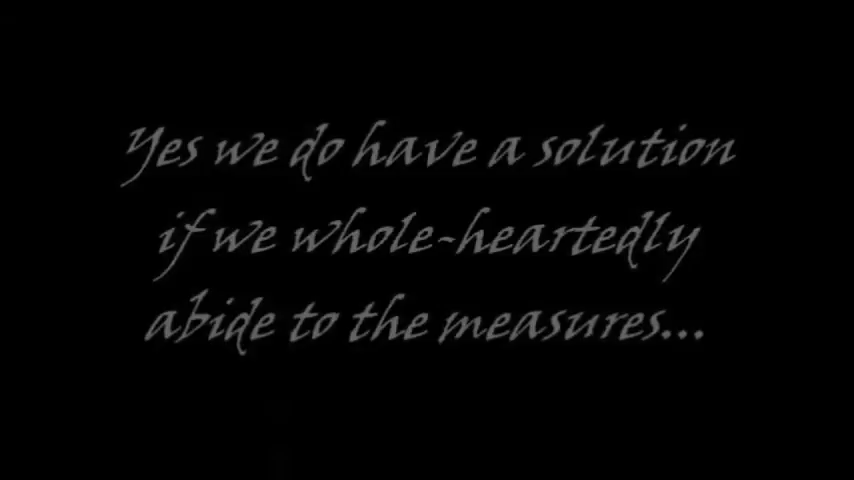 Yes we do have a solution
if we whole-heartedly
abide to the measures...